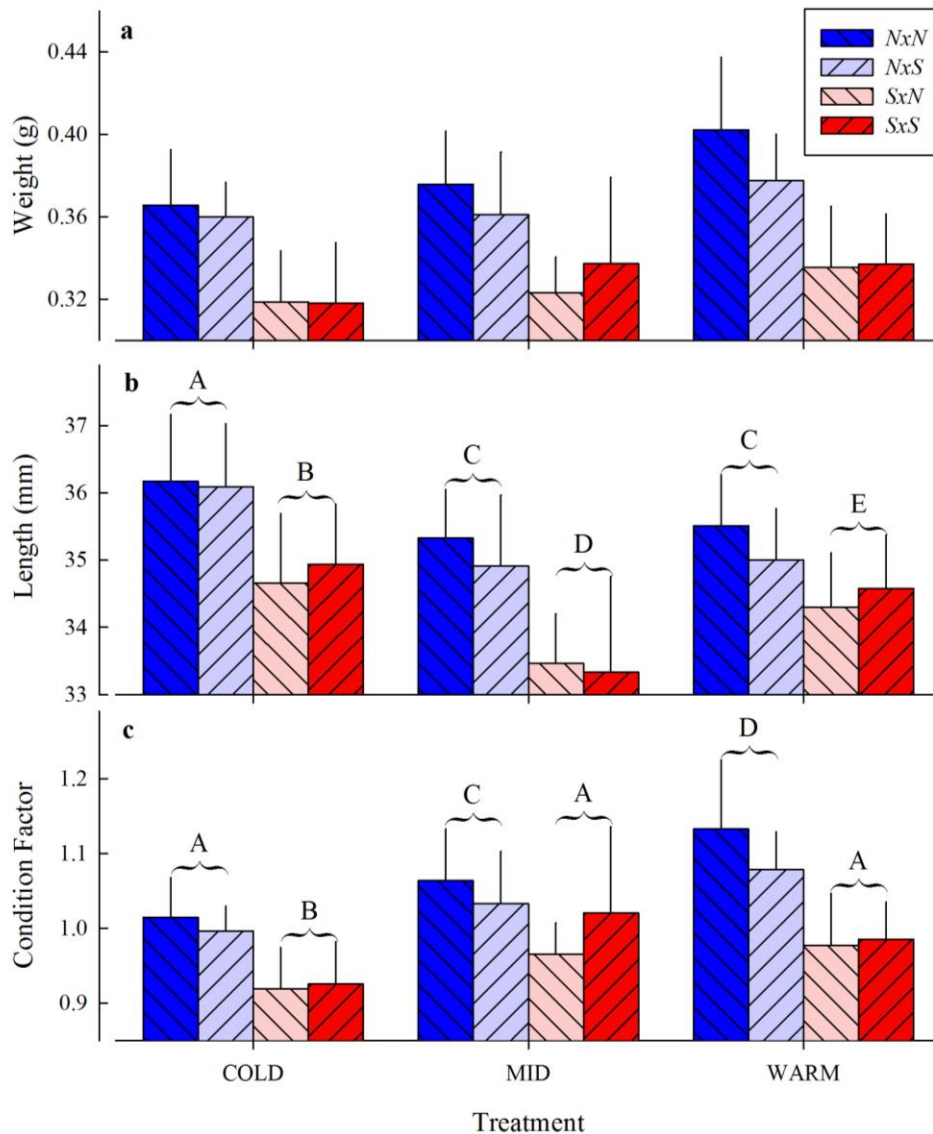 a
NxN
NxS
SxN
SxS
Weight (g)
0.44
0.40
0.36
0.32
b
Length (mm)
37
36
35
34
33
A
B
C
D
C
E
c
Condition Factor
1.2
1.1
1.0
0.9
A
B
C
A
D
A
COLD MID WARM
Treatment